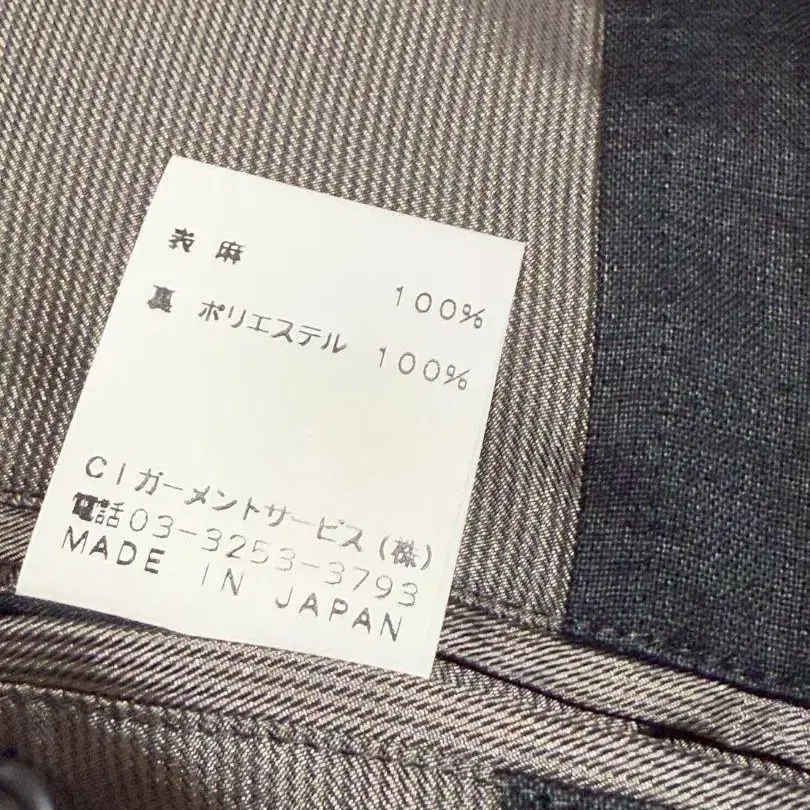 表 麻 100%
裏 ポリエステル 100%
CIガーメントサービス(株)
電話03-3253-3793
MADE IN JAPAN